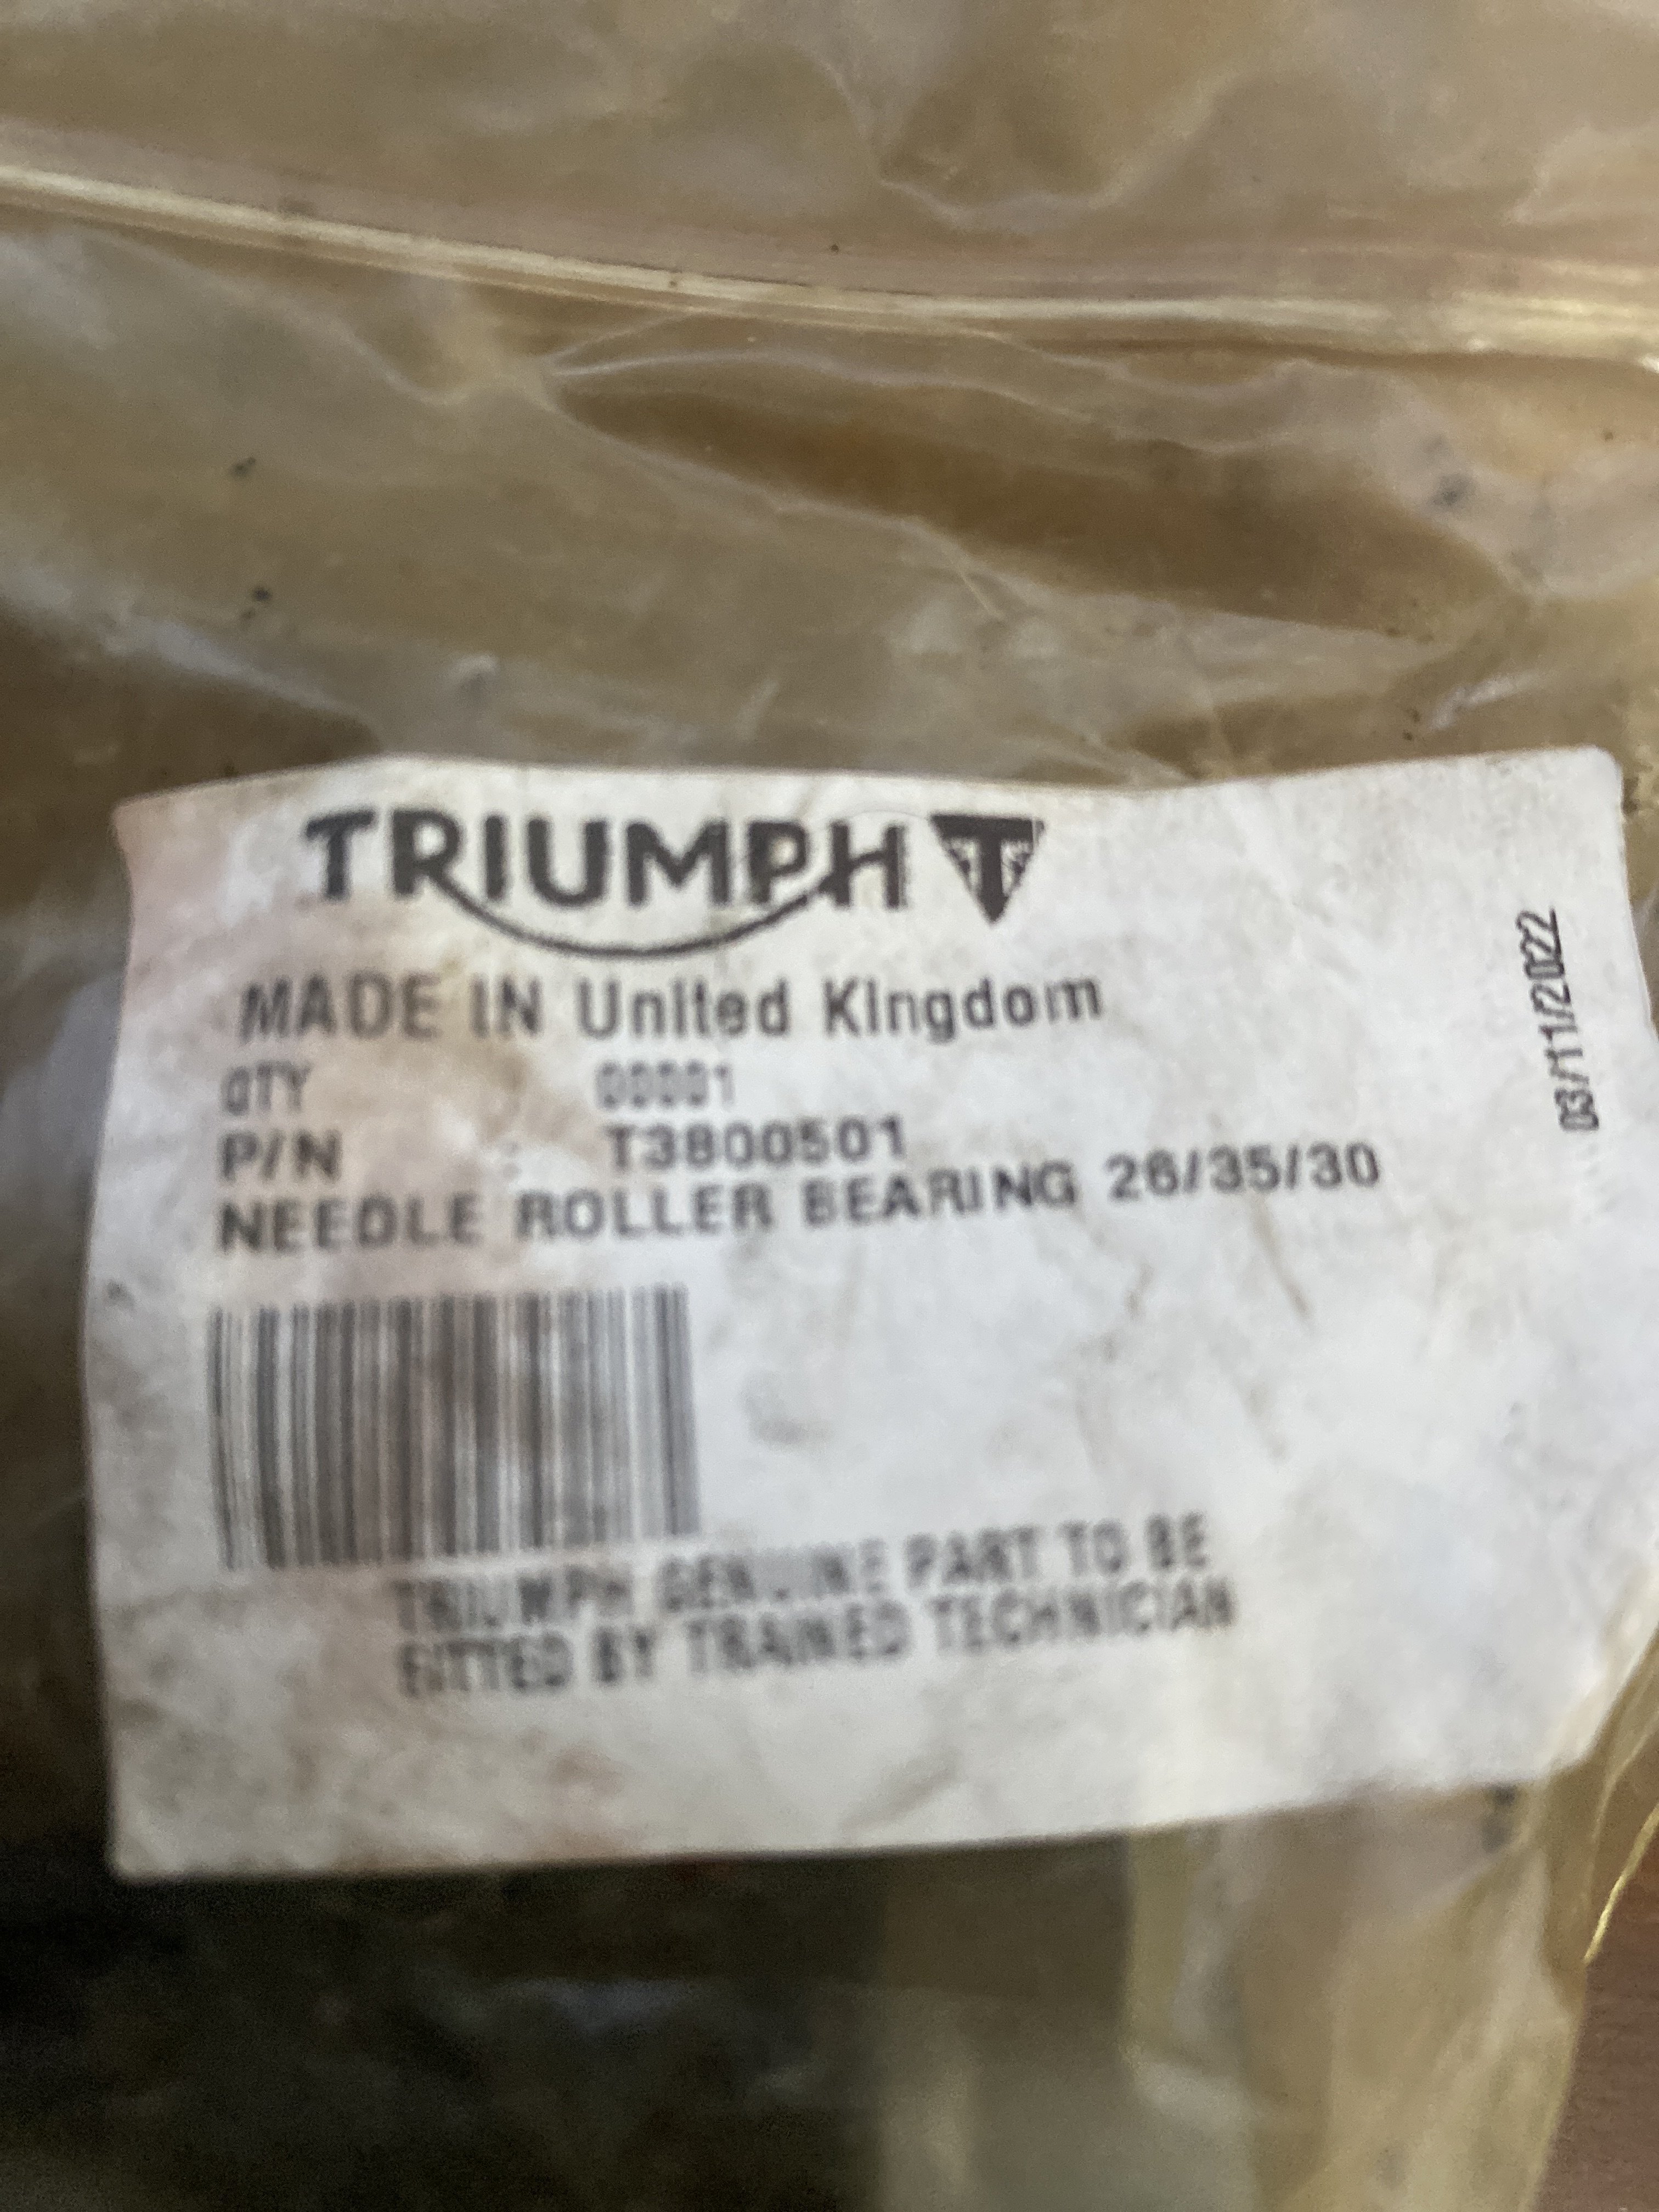 TRIUMPH T
MADE IN United Kingdom
QTY 00001
P/N : T3800501
NEEDLE ROLLER BEARING 26/35/30
TRIUMPH GENUINE PART TO BE
FITTED BY TRAINED TECHNICIAN
03/11/2022